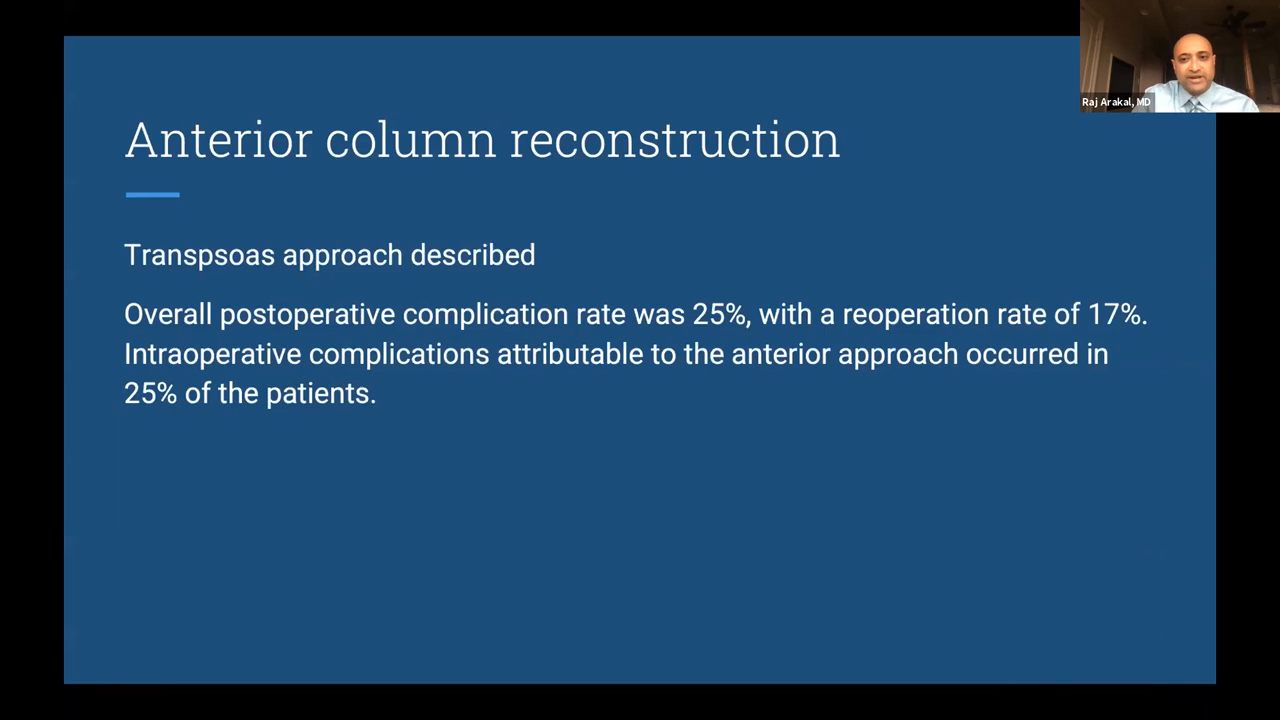 Raj Arakal, MD
Anterior column reconstruction
Transpsoas approach described
Overall postoperative complication rate was 25%, with a reoperation rate of 17%.
Intraoperative complications attributable to the anterior approach occurred in
25% of the patients.